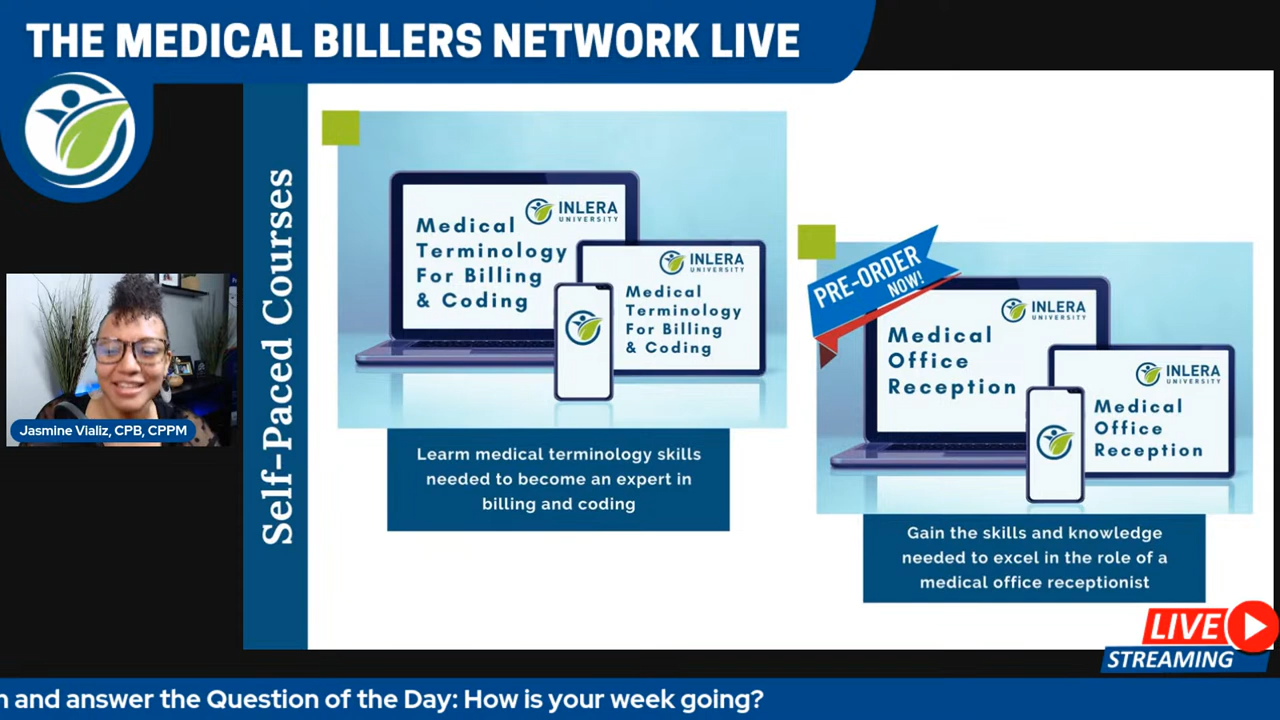 THE MEDICAL BILLERS NETWORK LIVE
Self-Paced Courses
INLERA
UNIVERSITY
Medical
Terminology
For Billing
& Coding
INLERA
UNIVERSITY
Medical
Terminology
For Billing
& Coding
Learm medical terminology skills
needed to become an expert in
billing and coding
PRE-ORDER
NOW!
INLERA
UNIVERSITY
Medical
Office
Reception
INLERA
UNIVERSITY
Medical
Office
Reception
Gain the skills and knowledge
needed to excel in the role of a
medical office receptionist
Jasmine Vializ, CPB, CPPM
LIVE
STREAMING
and answer the Question of the Day: How is your week going?